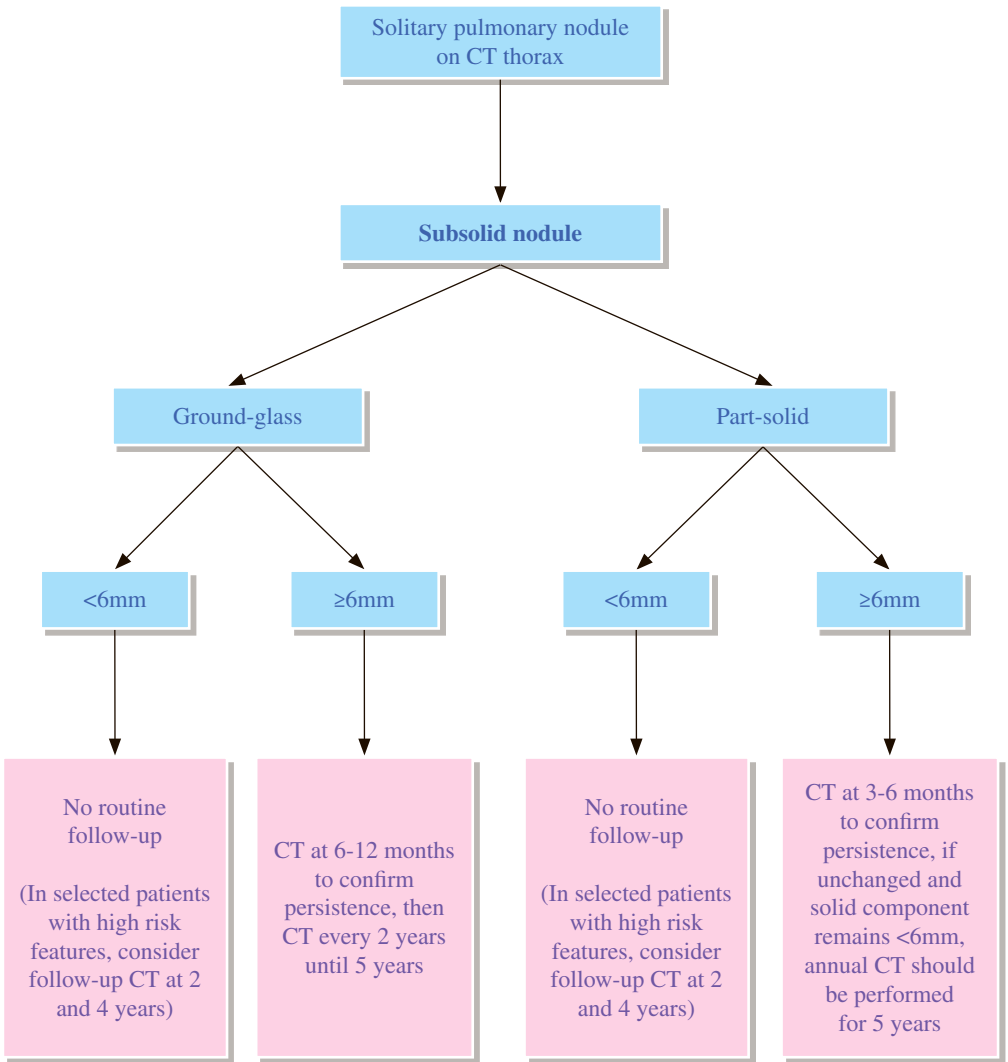 Solitary pulmonary nodule
on CT thorax
Subsolid nodule
Ground-glass
Part-solid
<6mm
≥6mm
<6mm
≥6mm
No routine
follow-up
(In selected patients
with high risk
features, consider
follow-up CT at 2
and 4 years)
CT at 6-12 months
to confirm
persistence, then
CT every 2 years
until 5 years
No routine
follow-up
(In selected patients
with high risk
features, consider
follow-up CT at 2
and 4 years)
CT at 3-6 months
to confirm
persistence, if
unchanged and
solid component
remains <6mm,
annual CT should
be performed
for 5 years